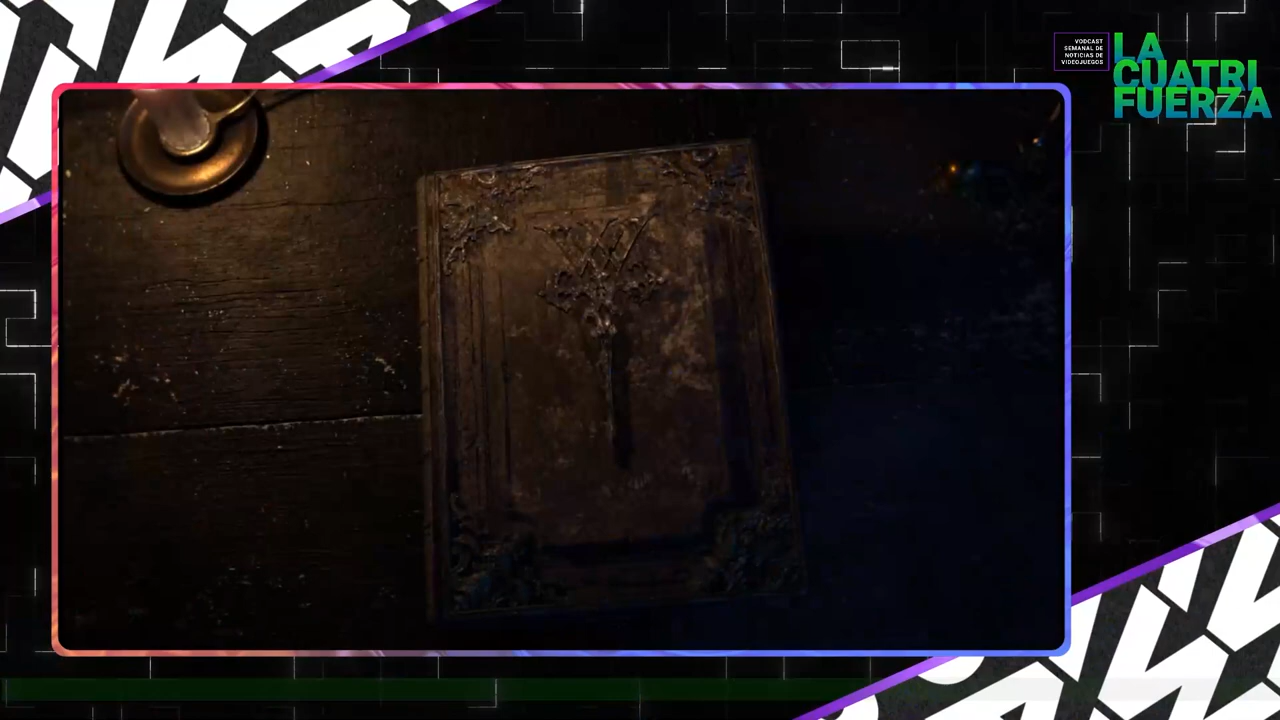 VODCAST
SEMANAL DE
NOTICIAS DE
VIDEOJUEGOS
LA
CUATRI
FUERZA